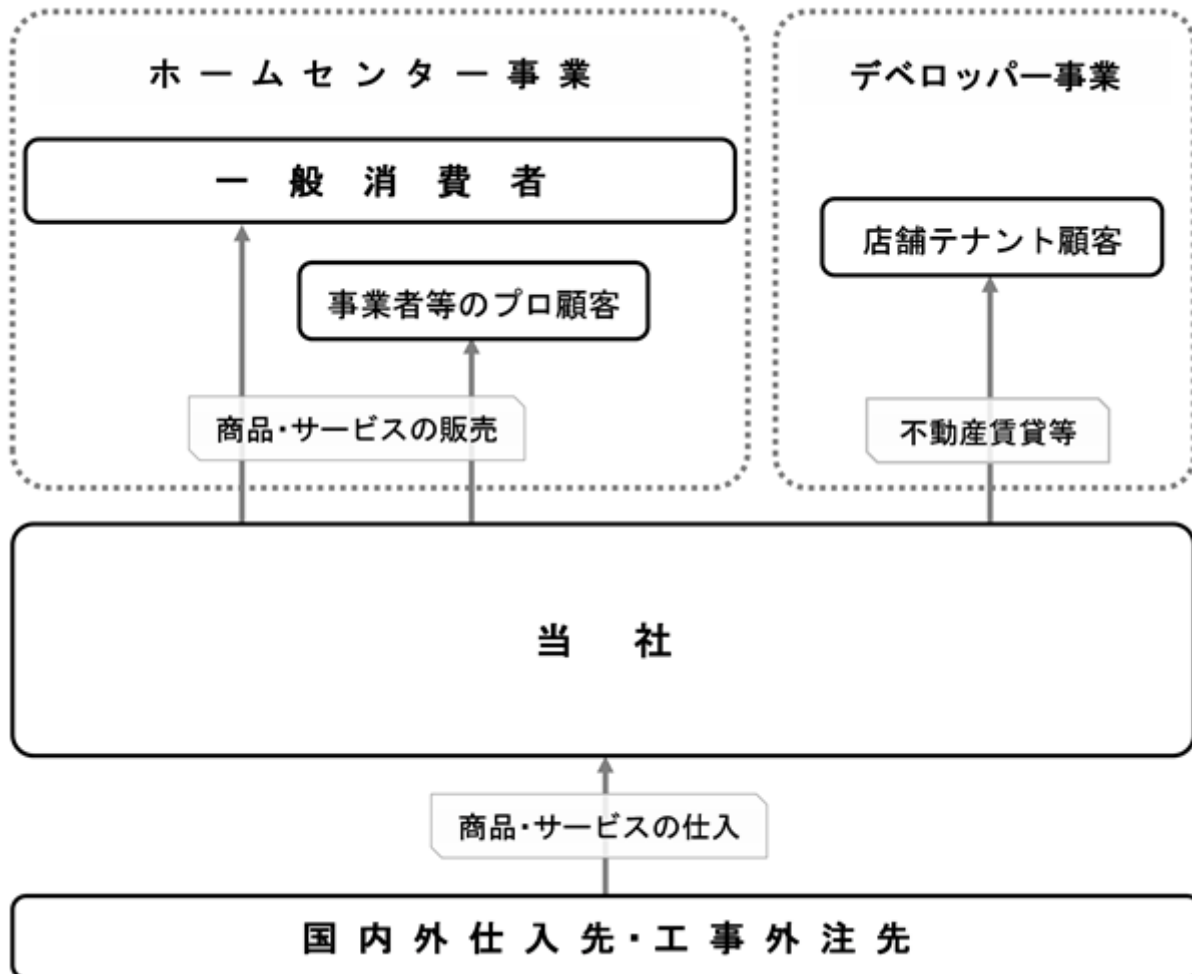 ホームセンター事業
デベロッパー事業
一般消費者
店舗テナント顧客
事業者等のプロ顧客
商品・サービスの販売
不動産賃貸等
当社
商品・サービスの仕入
国内外仕入先・工事外注先